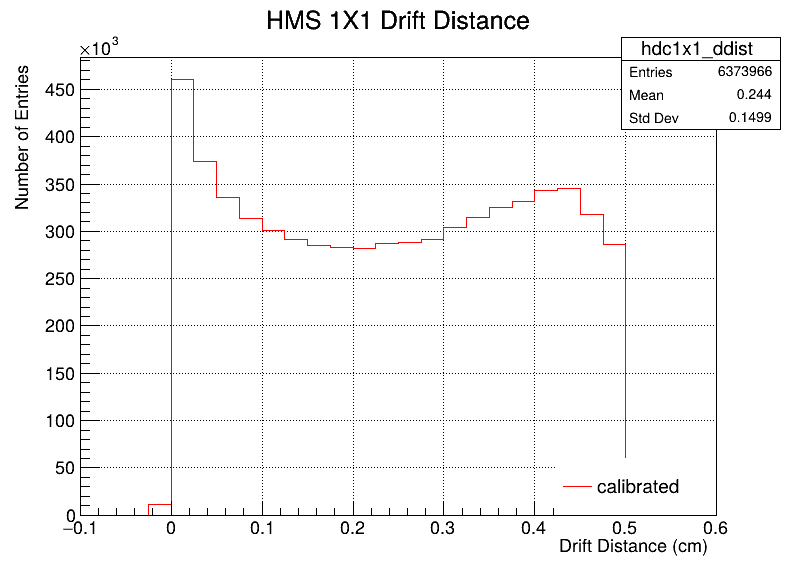 HMS 1X1 Drift Distance
×10³
hdc1x1_ddist
Entries 6373966
Mean 0.244
Std Dev 0.1499
Number of Entries
450
400
350
300
250
200
150
100
50
0
calibrated
−0.1 0 0.1 0.2 0.3 0.4 0.5 0.6
Drift Distance (cm)